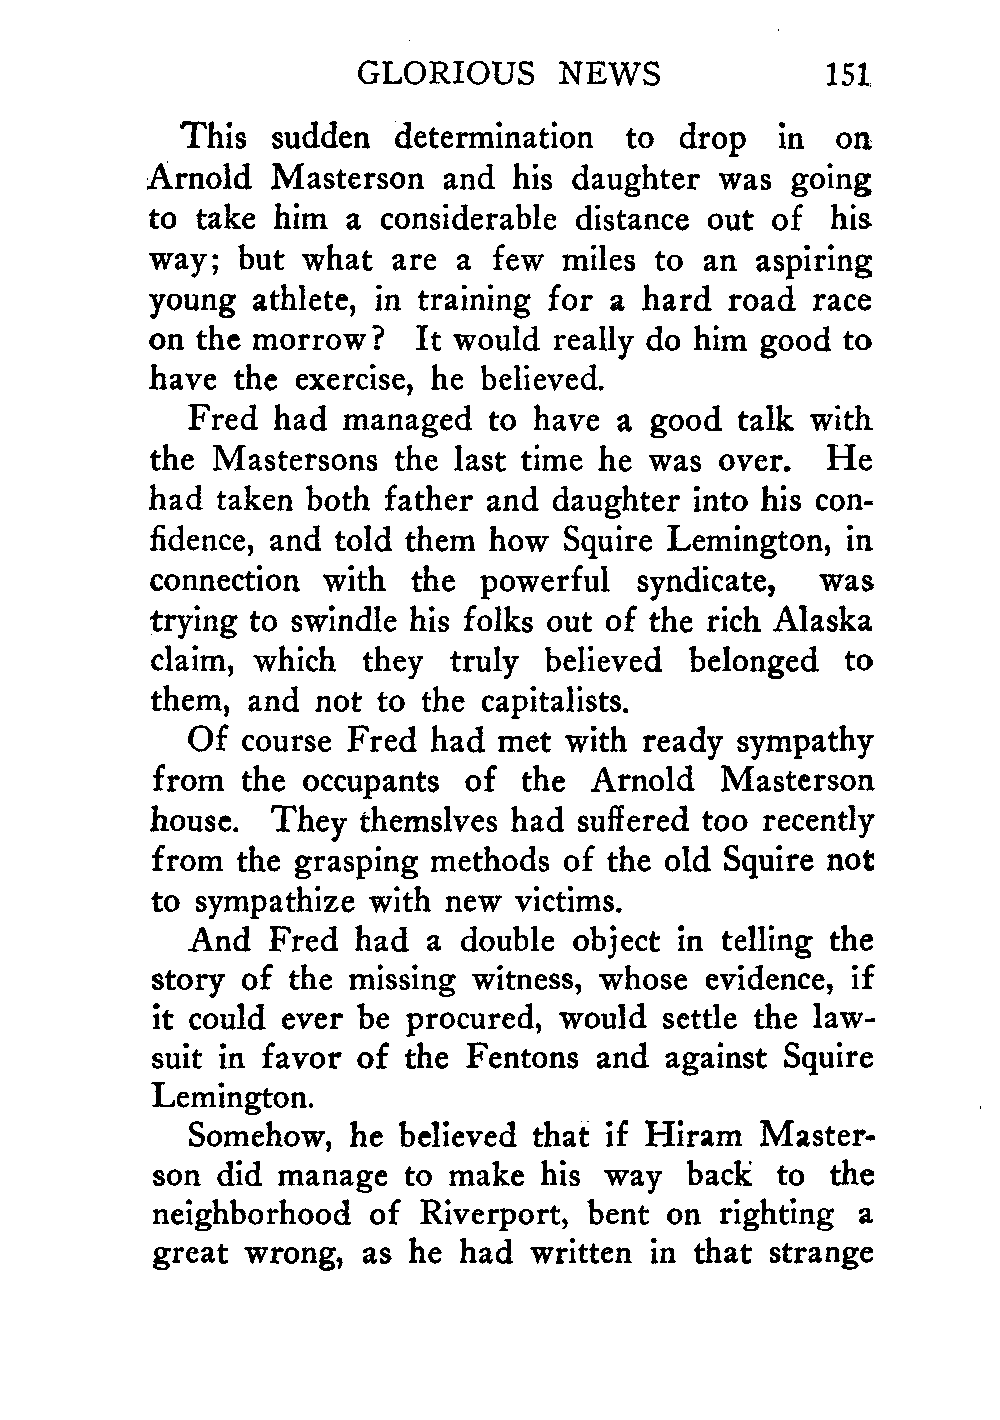 GLORIOUS NEWS 151
This sudden determination to drop in on
Arnold Masterson and his daughter was going
to take him a considerable distance out of his
way; but what are a few miles to an aspiring
young athlete, in training for a hard road race
on the morrow? It would really do him good to
have the exercise, he believed.
Fred had managed to have a good talk with
the Mastersons the last time he was over. He
had taken both father and daughter into his con-
fidence, and told them how Squire Lemington, in
connection with the powerful syndicate, was
trying to swindle his folks out of the rich Alaska
claim, which they truly believed belonged to
them, and not to the capitalists.
Of course Fred had met with ready sympathy
from the occupants of the Arnold Masterson
house. They themslves had suffered too recently
from the grasping methods of the old Squire not
to sympathize with new victims.
And Fred had a double object in telling the
story of the missing witness, whose evidence, if
it could ever be procured, would settle the law-
suit in favor of the Fentons and against Squire
Lemington.
Somehow, he believed that if Hiram Master-
son did manage to make his way back to the
neighborhood of Riverport, bent on righting a
great wrong, as he had written in that strange